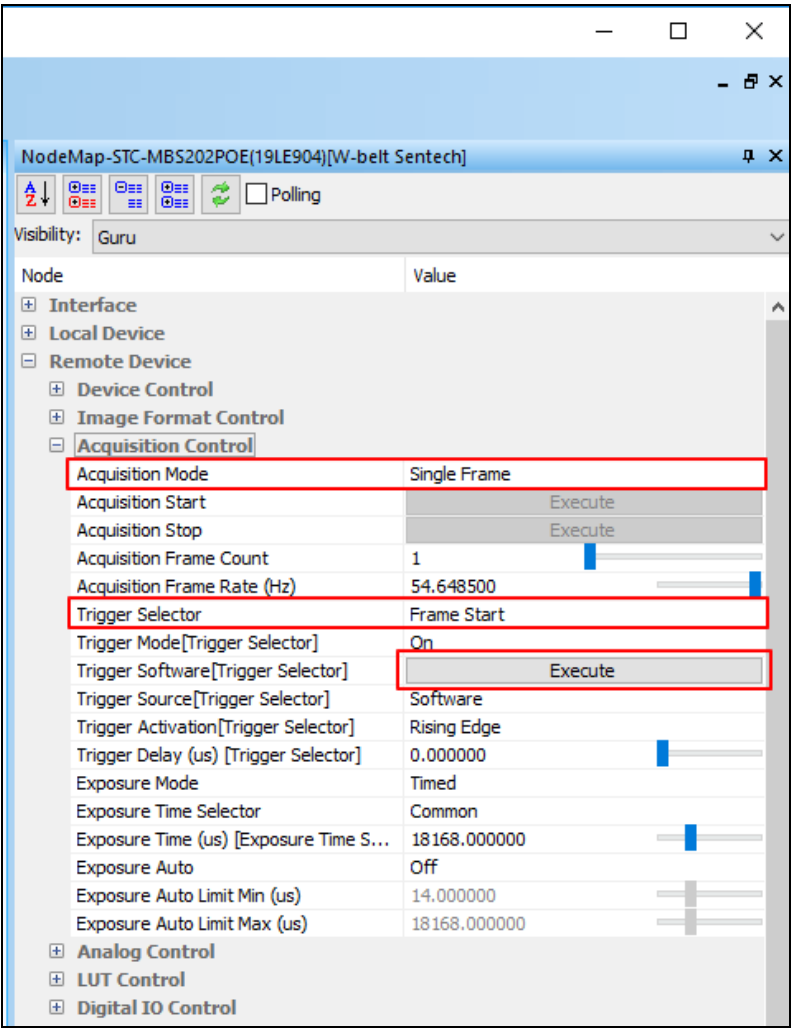 NodeMap-STC-MBS202POE(19LE904)[W-belt Sentech]
Polling
Visibility: Guru
Node Value
Interface
Local Device
Remote Device
Device Control
Image Format Control
Acquisition Control
Acquisition Mode Single Frame
Acquisition Start Execute
Acquisition Stop Execute
Acquisition Frame Count 1
Acquisition Frame Rate (Hz) 54.648500
Trigger Selector Frame Start
Trigger Mode[Trigger Selector] On
Trigger Software[Trigger Selector] Execute
Trigger Source[Trigger Selector] Software
Trigger Activation[Trigger Selector] Rising Edge
Trigger Delay (us) [Trigger Selector] 0.000000
Exposure Mode Timed
Exposure Time Selector Common
Exposure Time (us) [Exposure Time S... 18168.000000
Exposure Auto Off
Exposure Auto Limit Min (us) 14.000000
Exposure Auto Limit Max (us) 18168.000000
Analog Control
LUT Control
Digital IO Control